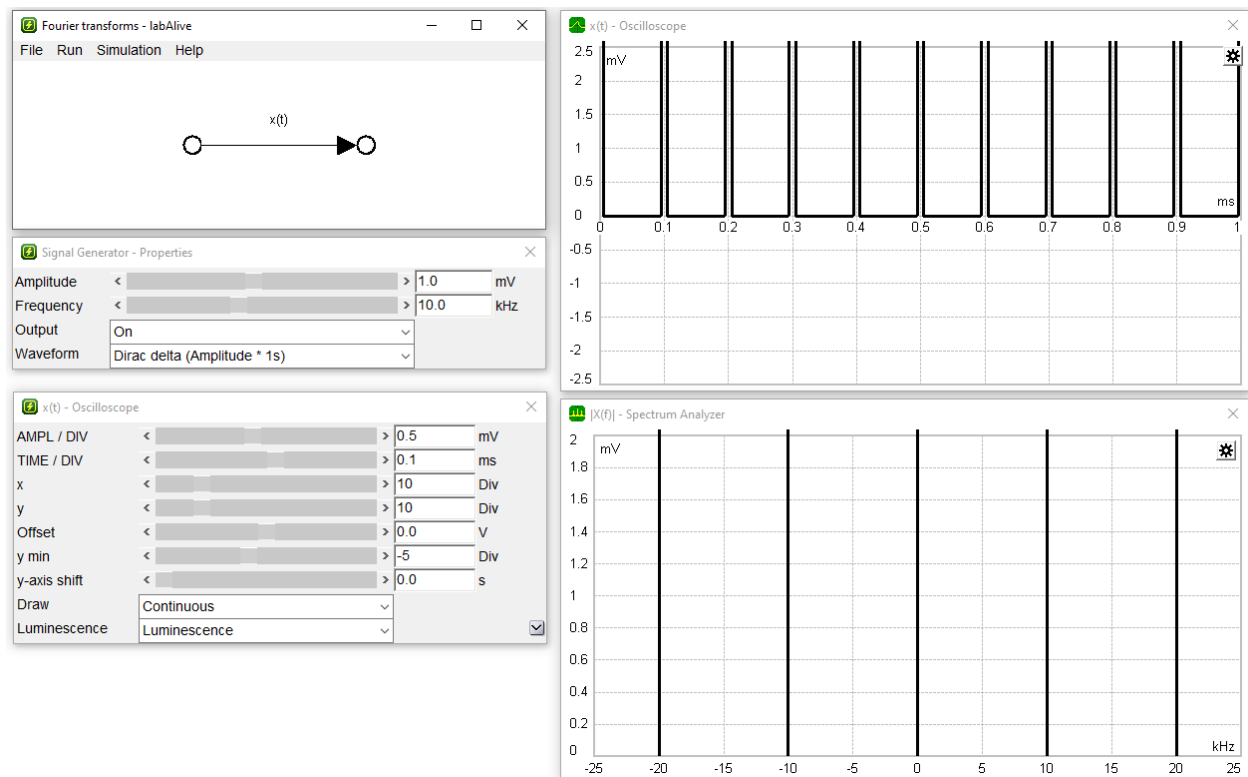 Fourier transforms - labAlive
File Run Simulation Help
x(t)
Signal Generator - Properties
Amplitude < > 1.0 mV
Frequency < > 10.0 kHz
Output On
Waveform Dirac delta (Amplitude * 1s)
x(t) - Oscilloscope
AMPL / DIV < > 0.5 mV
TIME / DIV < > 0.1 ms
x < > 10 Div
y < > 10 Div
Offset < > 0.0 V
y min < > -5 Div
y-axis shift < > 0.0 s
Draw Continuous
Luminescence Luminescence
x(t) - Oscilloscope
2.5 mV
2
1.5
1
0.5
0 ms
0 0.1 0.2 0.3 0.4 0.5 0.6 0.7 0.8 0.9 1
-0.5
-1
-1.5
-2
-2.5
|X(f)| - Spectrum Analyzer
2 mV
1.8
1.6
1.4
1.2
1
0.8
0.6
0.4
0.2
0 kHz
-25 -20 -15 -10 -5 0 5 10 15 20 25